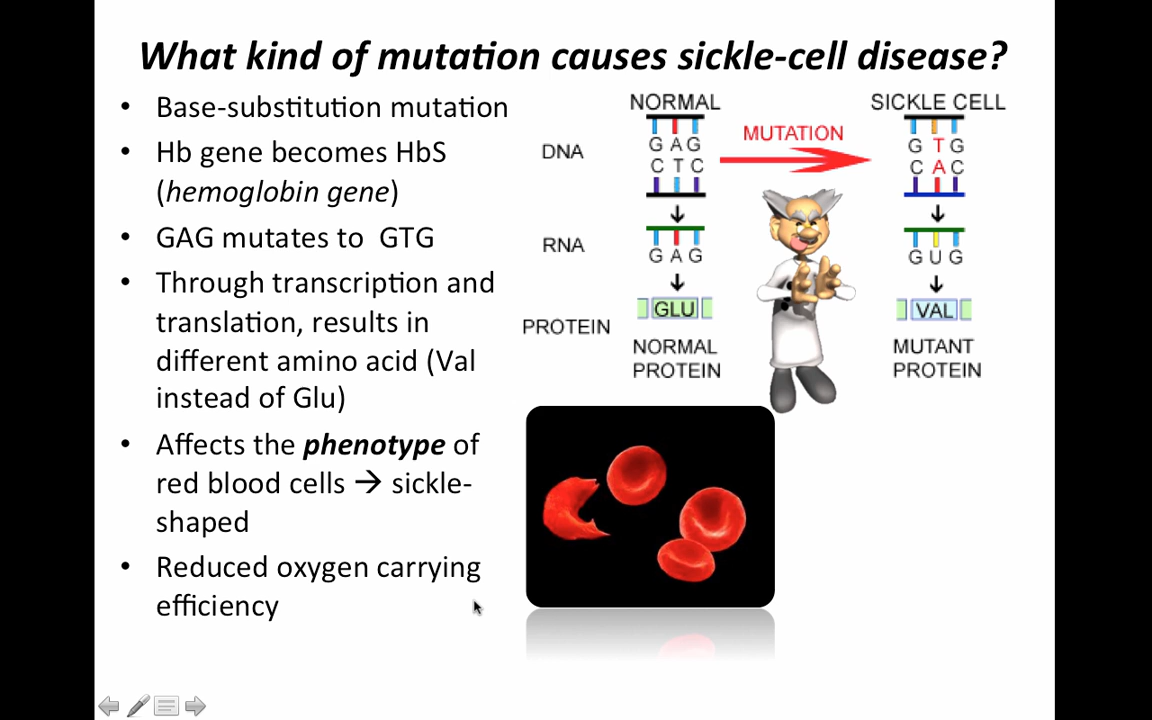 What kind of mutation causes sickle-cell disease?
• Base-substitution mutation
• Hb gene becomes HbS
(hemoglobin gene)
• GAG mutates to GTG
• Through transcription and
translation, results in
different amino acid (Val
instead of Glu)
• Affects the phenotype of
red blood cells → sickle-
shaped
• Reduced oxygen carrying
efficiency
NORMAL
SICKLE CELL
MUTATION
DNA
G A G
C T C
G T G
C A C
RNA
G A G
G U G
PROTEIN
GLU
VAL
NORMAL
PROTEIN
MUTANT
PROTEIN